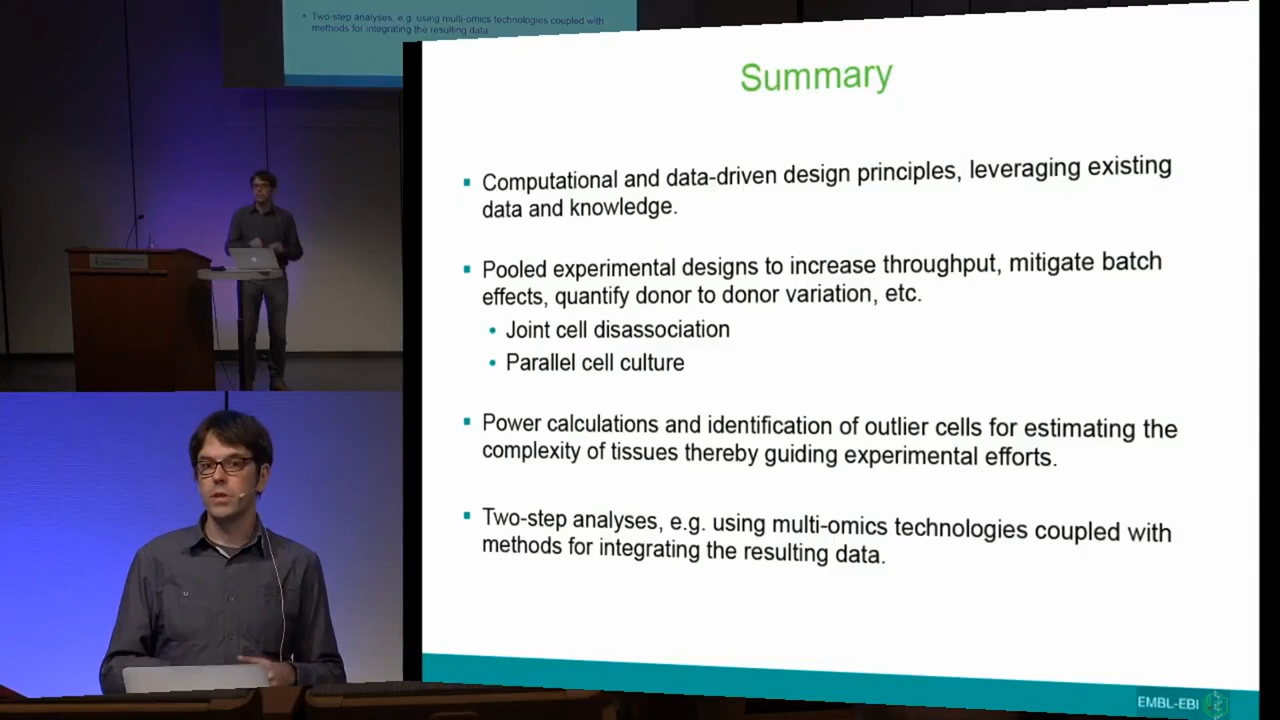 Two-step analyses, e.g. using multi-omics technologies coupled with
methods for integrating the resulting data
Summary
Computational and data-driven design principles, leveraging existing
data and knowledge.
Pooled experimental designs to increase throughput, mitigate batch
effects, quantify donor to donor variation, etc.
Joint cell disassociation
Parallel cell culture
Power calculations and identification of outlier cells for estimating the
complexity of tissues thereby guiding experimental efforts.
Two-step analyses, e.g. using multi-omics technologies coupled with
methods for integrating the resulting data.
EMBL-EBI